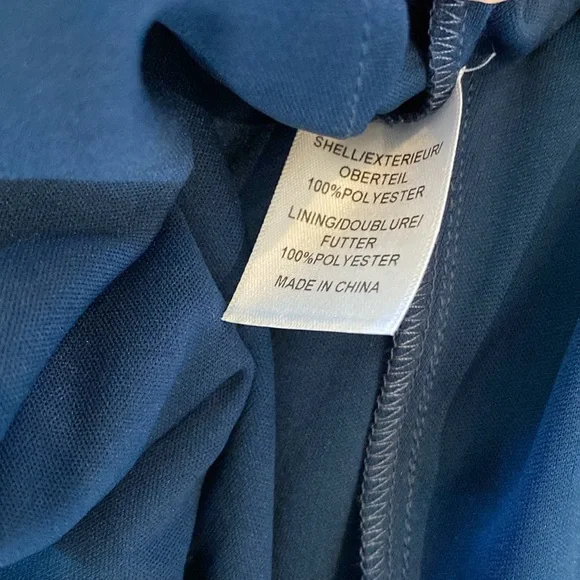 SHELL/EXTERIEUR/
OBERTEIL
100%POLYESTER
LINING/DOUBLURE/
FUTTER
100%POLYESTER
MADE IN CHINA